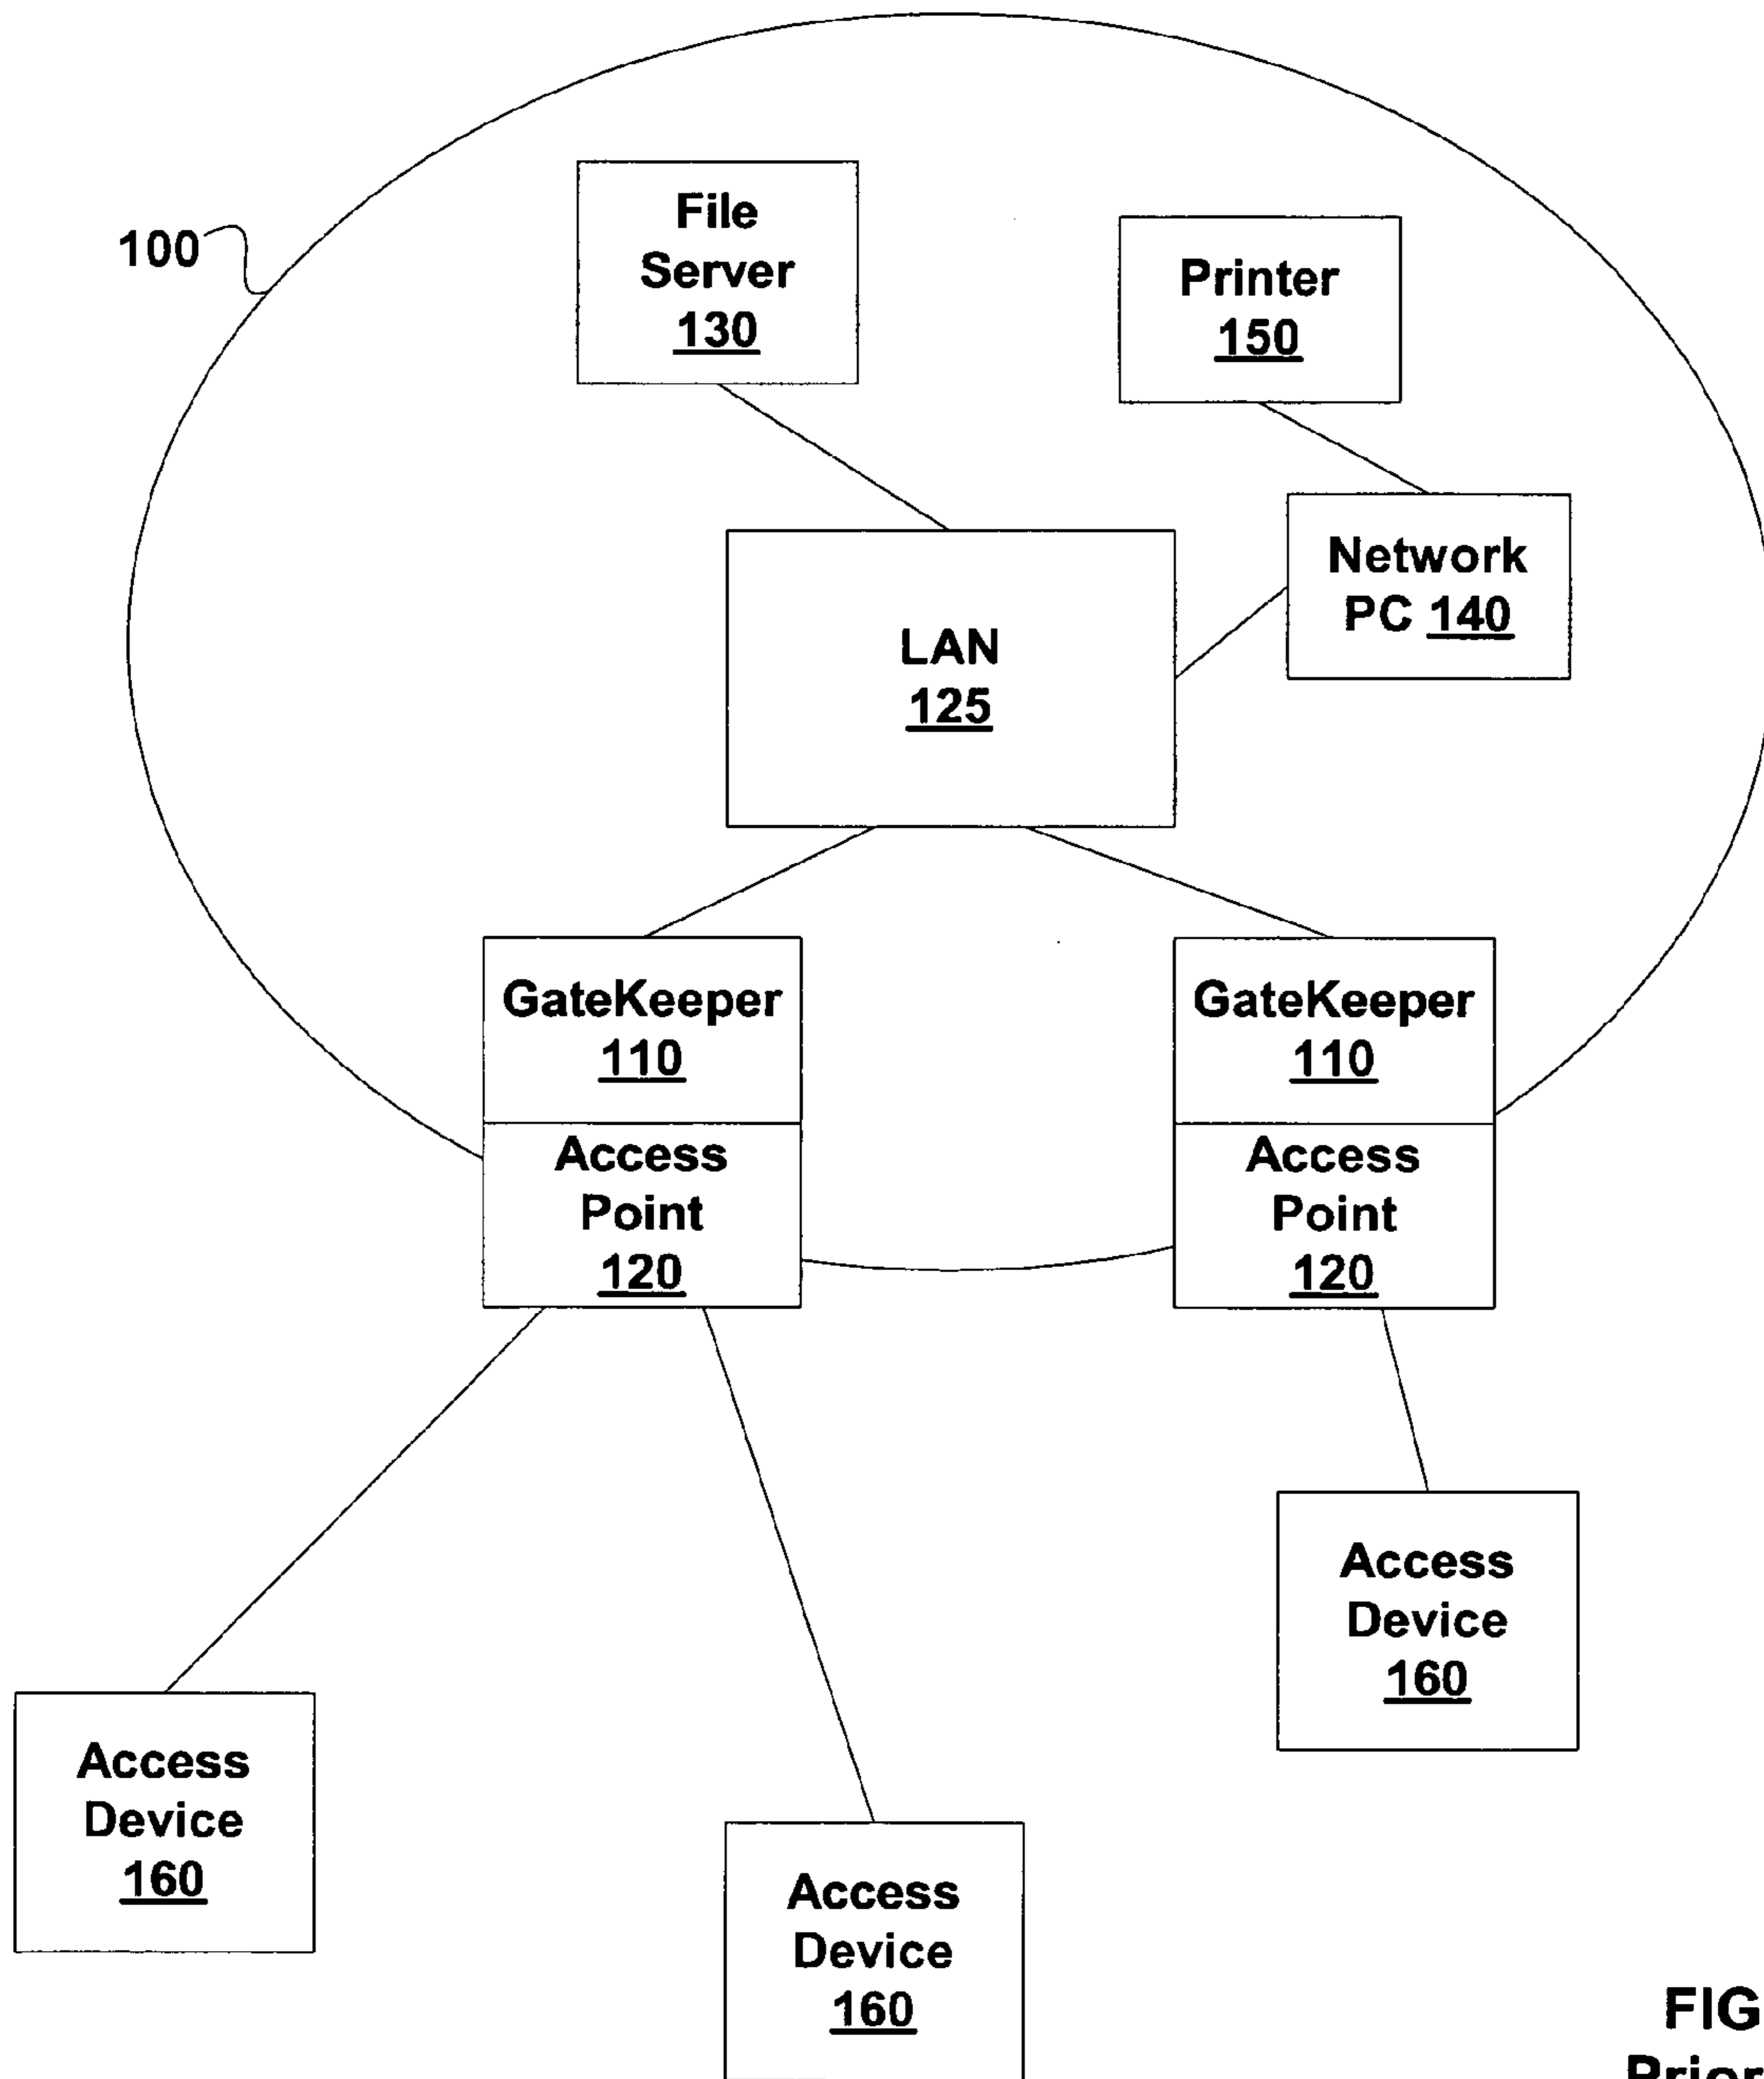 100
File
Server
130
Printer
150
Network
PC 140
LAN
125
GateKeeper
110
GateKeeper
110
Access
Point
120
Access
Point
120
Access
Device
160
Access
Device
160
Access
Device
160
FIG
Prior